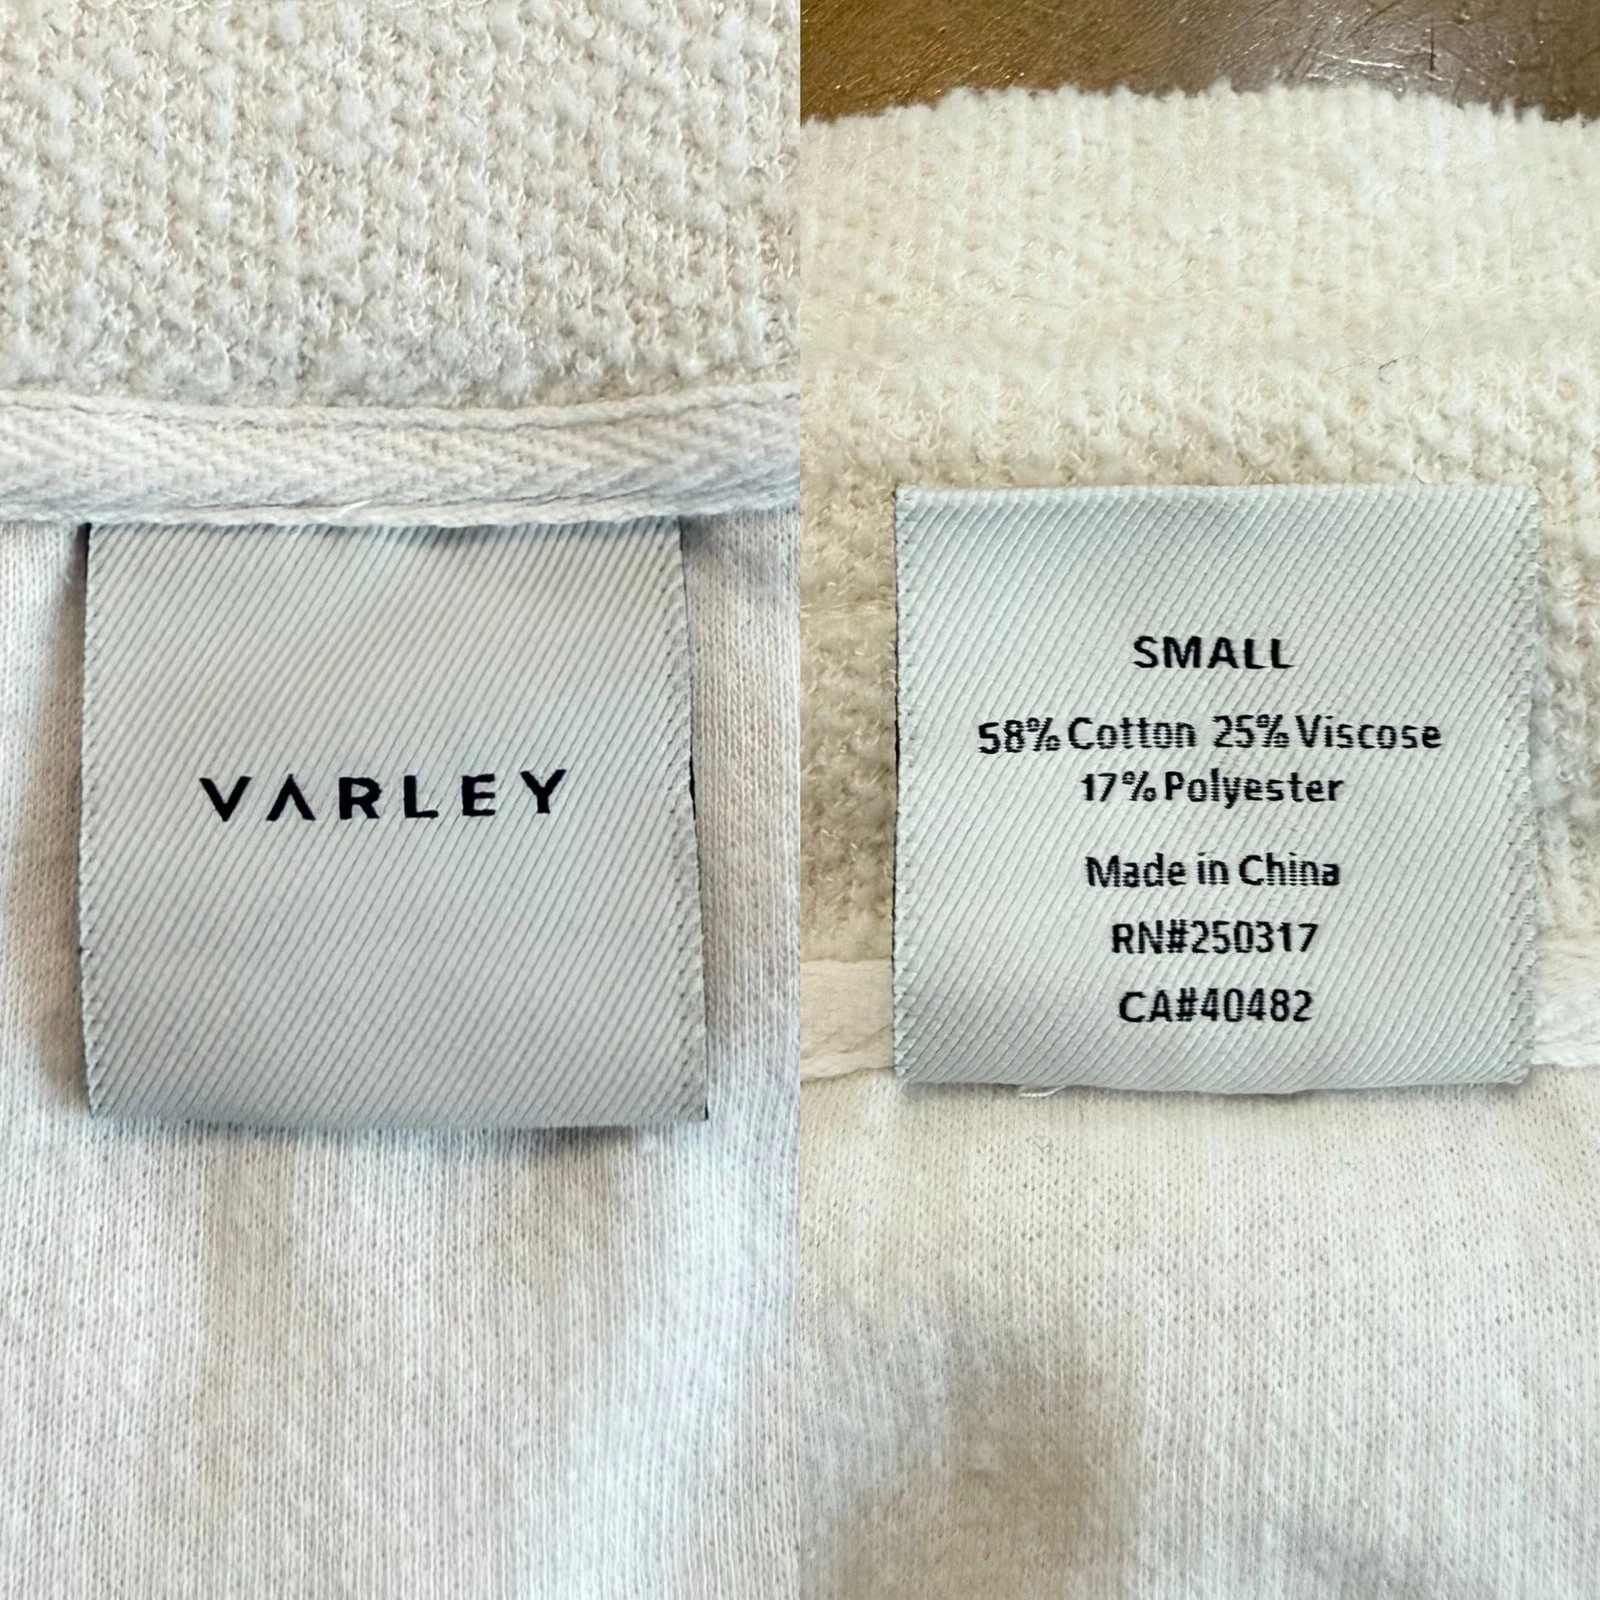 VARLEY
SMALL
58% Cotton 25% Viscose
17% Polyester
Made in China
RN#250317
CA#40482